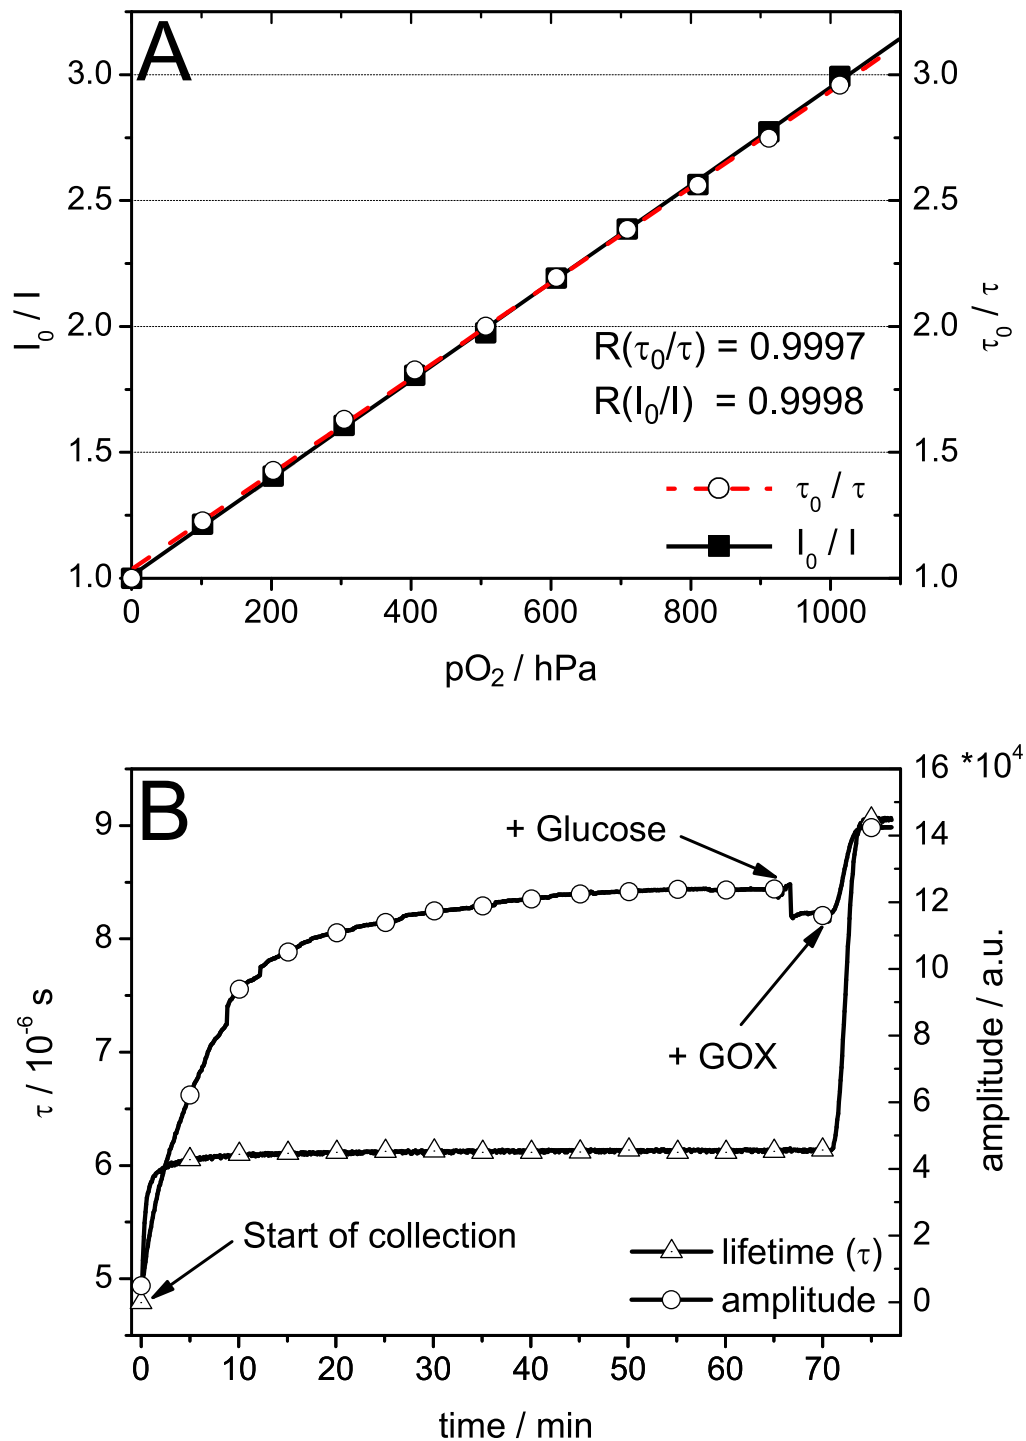 A
3.0
2.5
2.0
1.5
1.0
I₀ / I
3.0
2.5
2.0
1.5
1.0
τ₀ / τ
R(τ₀/τ) = 0.9997
R(I₀/I) = 0.9998
τ₀ / τ
I₀ / I
0 200 400 600 800 1000
pO₂ / hPa
B
9
8
7
6
5
τ / 10⁻⁶ s
16 *10⁴
14
12
10
8
6
4
2
0
amplitude / a.u.
+ Glucose
+ GOX
Start of collection
lifetime (τ)
amplitude
0 10 20 30 40 50 60 70
time / min